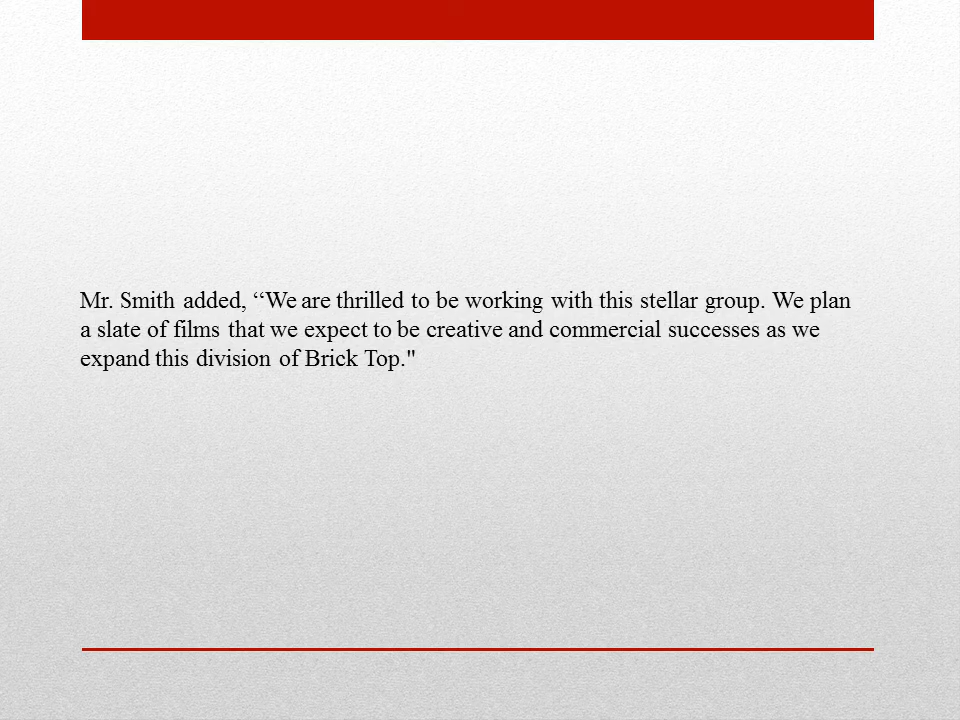 Mr. Smith added, “We are thrilled to be working with this stellar group. We plan
a slate of films that we expect to be creative and commercial successes as we
expand this division of Brick Top."